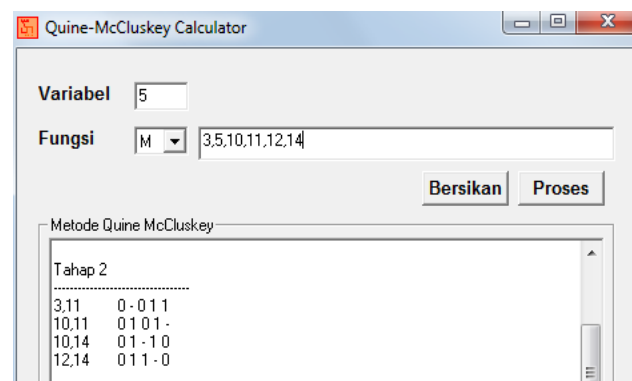 Quine-McCluskey Calculator
Variabel 5
Fungsi M 3,5,10,11,12,14
Bersikan Proses
Metode Quine McCluskey
Tahap 2
---------------------------------
3,11 0 - 0 1 1
10,11 0 1 0 1 -
10,14 0 1 - 1 0
12,14 0 1 1 - 0